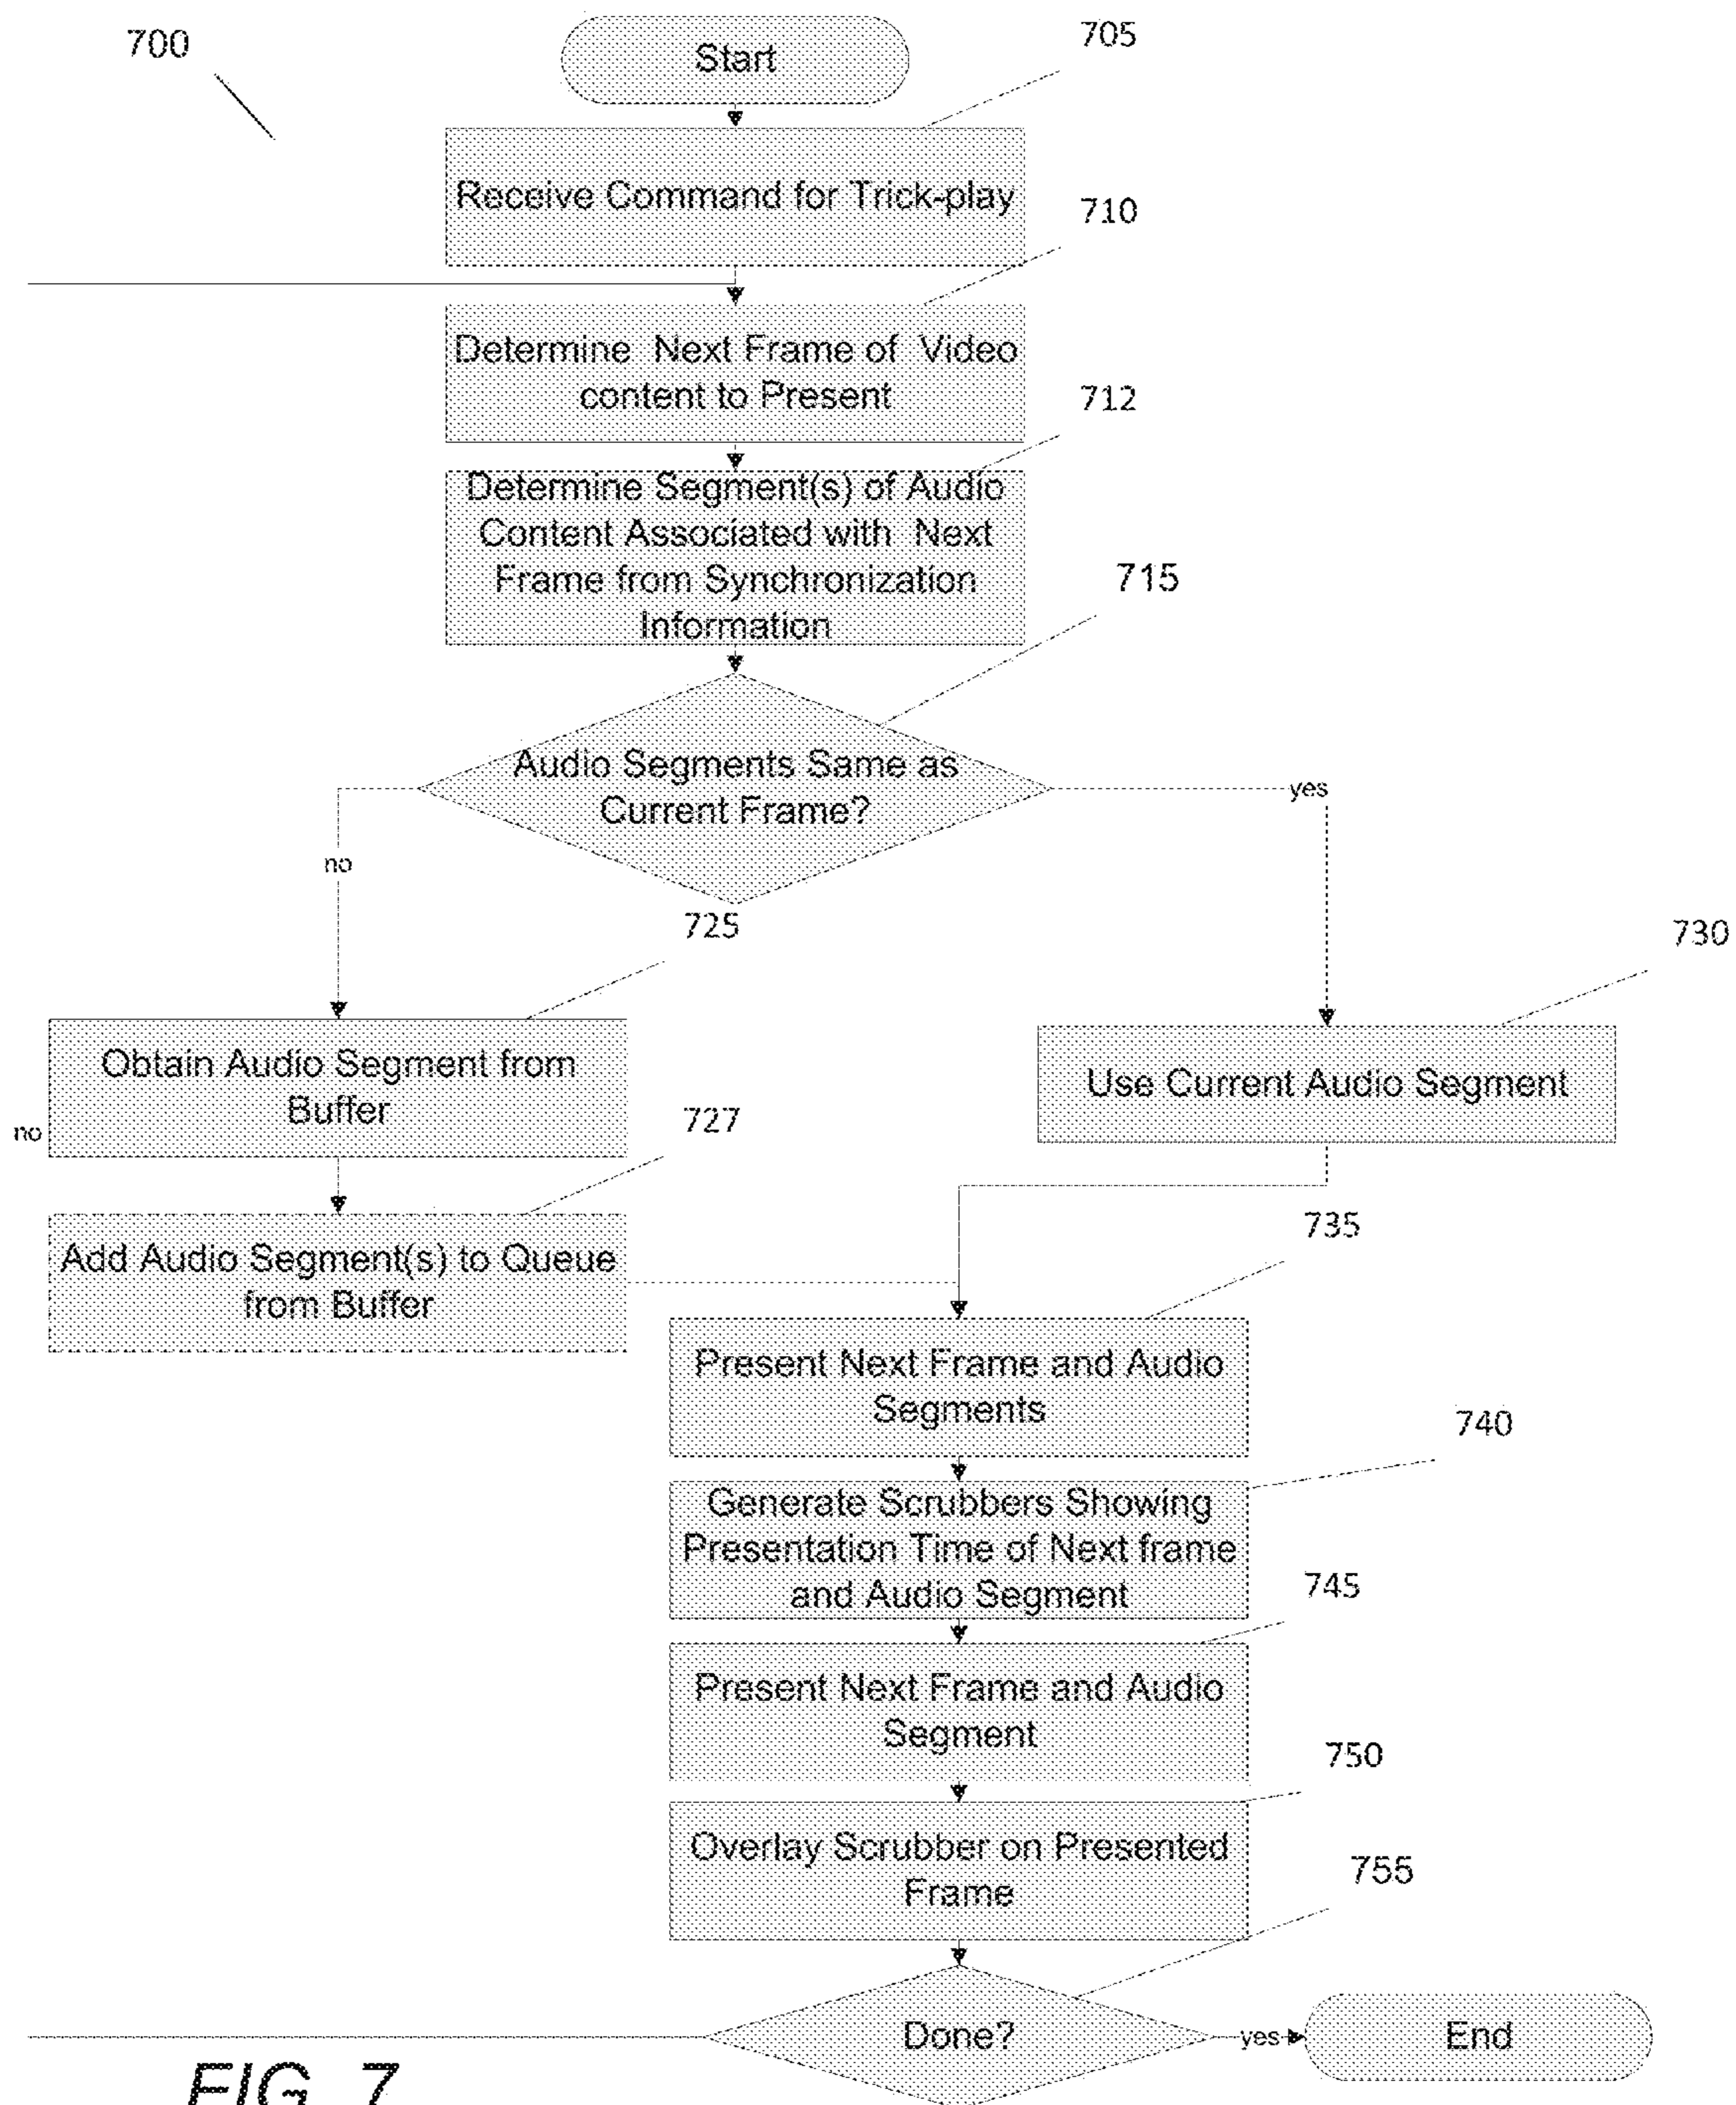 700
Start
705
Receive Command for Trick-play
710
Determine Next Frame of Video
content to Present
712
Determine Segment(s) of Audio
Content Associated with Next
Frame from Synchronization
Information
715
Audio Segments Same as
Current Frame?
yes
no
725
730
Obtain Audio Segment from
Buffer
Use Current Audio Segment
no
727
Add Audio Segment(s) to Queue
from Buffer
735
Present Next Frame and Audio
Segments
740
Generate Scrubbers Showing
Presentation Time of Next frame
and Audio Segment
745
Present Next Frame and Audio
Segment
750
Overlay Scrubber on Presented
Frame
755
Done?
yes
End
FIG. 7